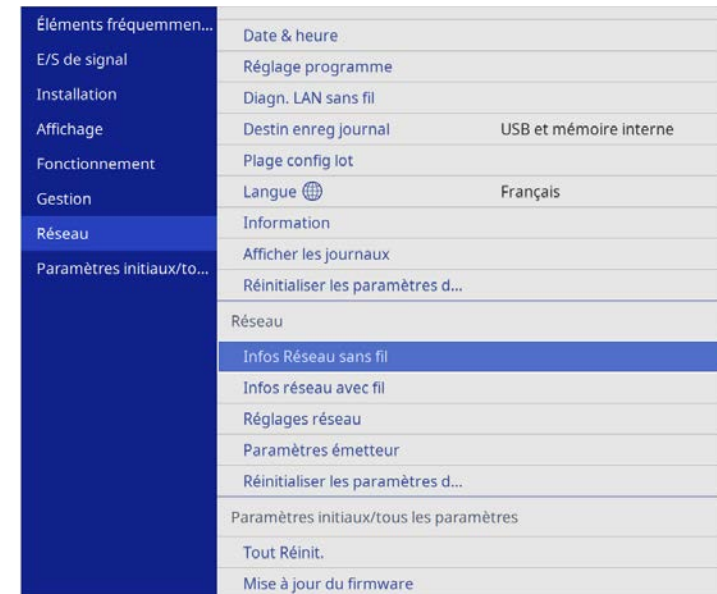 Éléments fréquemmen...
E/S de signal
Installation
Affichage
Fonctionnement
Gestion
Réseau
Paramètres initiaux/to...
Date & heure
Réglage programme
Diagn. LAN sans fil
Destin enreg journal USB et mémoire interne
Plage config lot
Langue Français
Information
Afficher les journaux
Réinitialiser les paramètres d...
Réseau
Infos Réseau sans fil
Infos réseau avec fil
Réglages réseau
Paramètres émetteur
Réinitialiser les paramètres d...
Paramètres initiaux/tous les paramètres
Tout Réinit.
Mise à jour du firmware